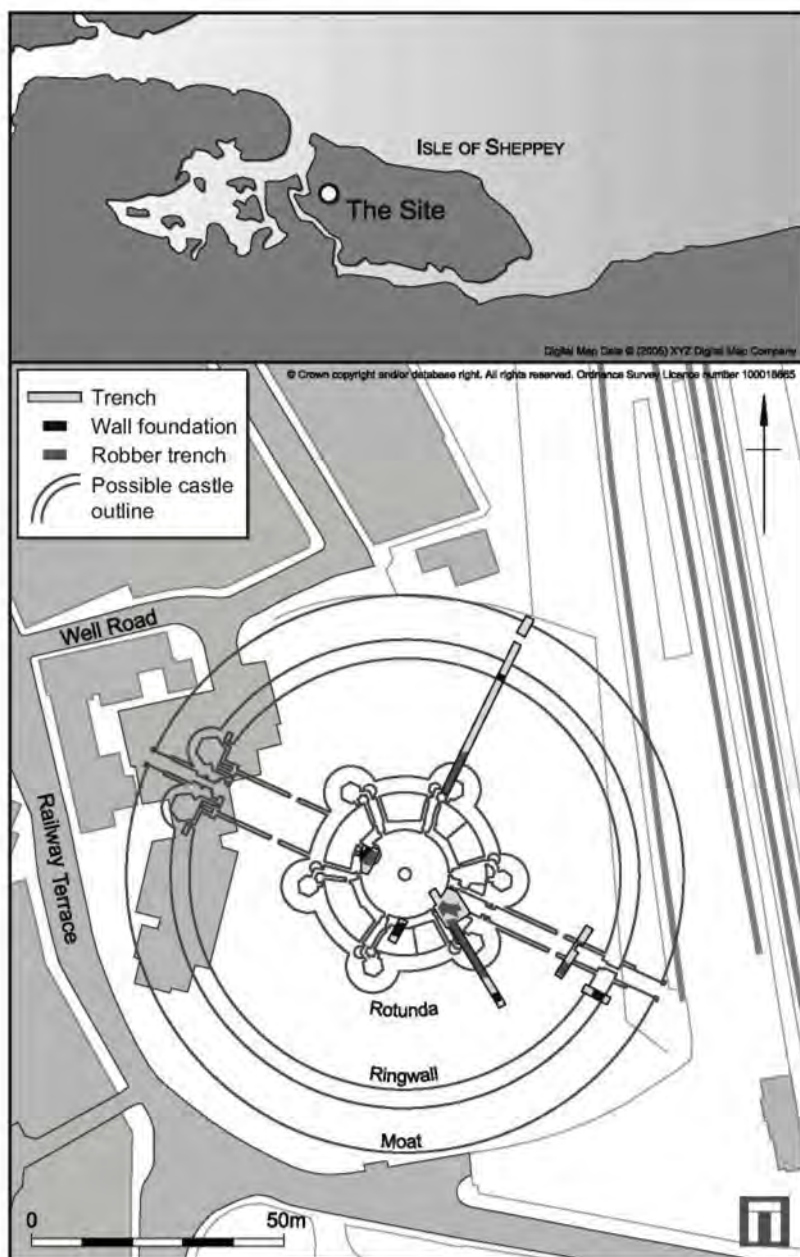 ISLE OF SHEPPEY
The Site
Digital Map Data © (2005) XYZ Digital Map Company
© Crown copyright and/or database right. All rights reserved. Ordnance Survey Licence number 100018665
Trench
Wall foundation
Robber trench
Possible castle
outline
Well Road
Railway Terrace
Rotunda
Ringwall
Moat
0
50m